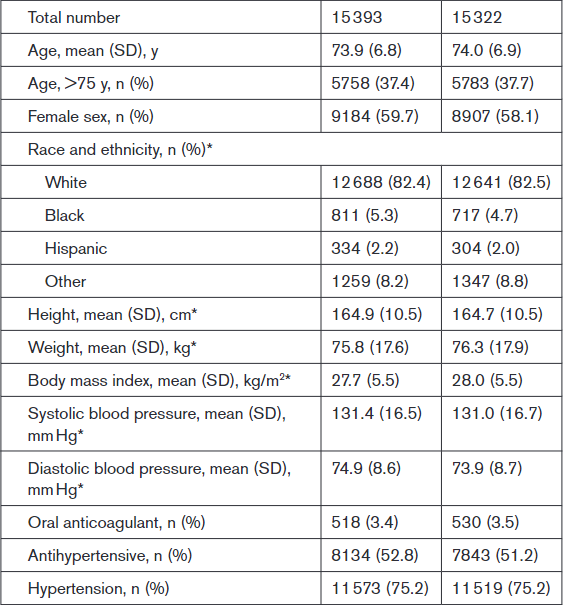 Total number 15393 15322
Age, mean (SD), y 73.9 (6.8) 74.0 (6.9)
Age, >75 y, n (%) 5758 (37.4) 5783 (37.7)
Female sex, n (%) 9184 (59.7) 8907 (58.1)
Race and ethnicity, n (%)*
White 12688 (82.4) 12641 (82.5)
Black 811 (5.3) 717 (4.7)
Hispanic 334 (2.2) 304 (2.0)
Other 1259 (8.2) 1347 (8.8)
Height, mean (SD), cm* 164.9 (10.5) 164.7 (10.5)
Weight, mean (SD), kg* 75.8 (17.6) 76.3 (17.9)
Body mass index, mean (SD), kg/m²* 27.7 (5.5) 28.0 (5.5)
Systolic blood pressure, mean (SD), 131.4 (16.5) 131.0 (16.7)
mm Hg*
Diastolic blood pressure, mean (SD), 74.9 (8.6) 73.9 (8.7)
mm Hg*
Oral anticoagulant, n (%) 518 (3.4) 530 (3.5)
Antihypertensive, n (%) 8134 (52.8) 7843 (51.2)
Hypertension, n (%) 11573 (75.2) 11519 (75.2)